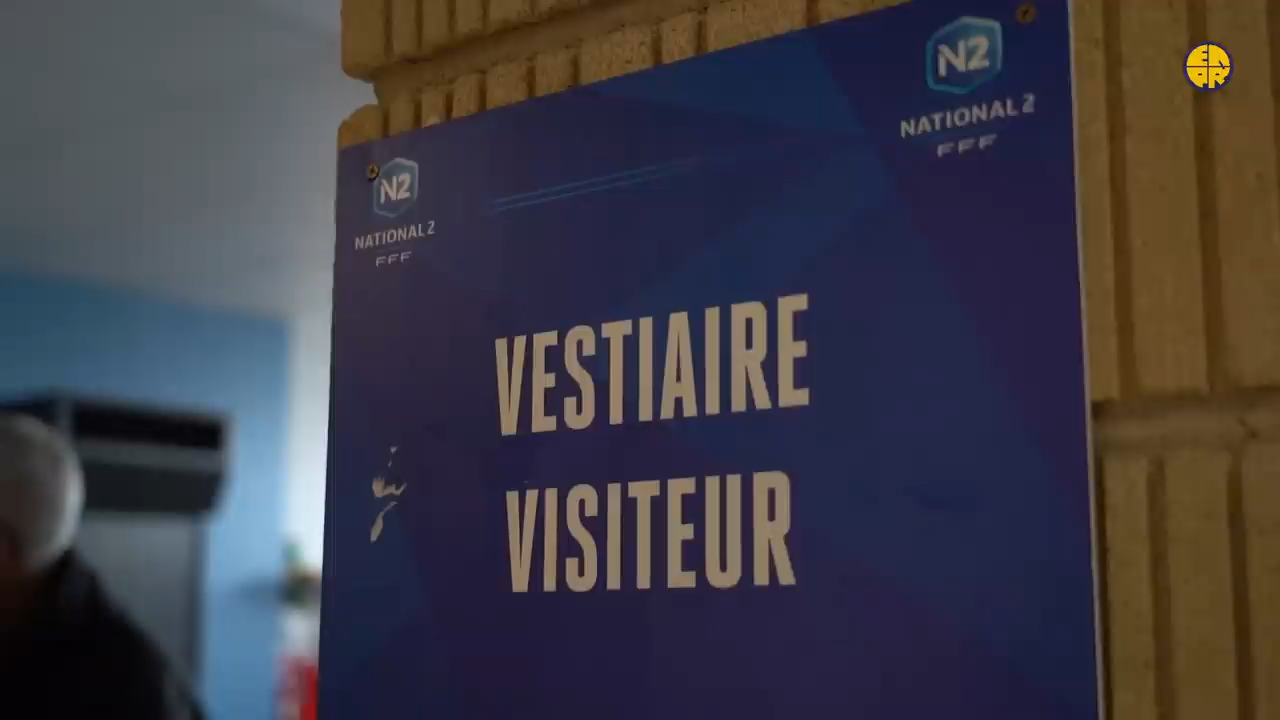 N2
NATIONAL 2
FFF
N2
NATIONAL 2
FFF
VESTIAIRE
VISITEUR